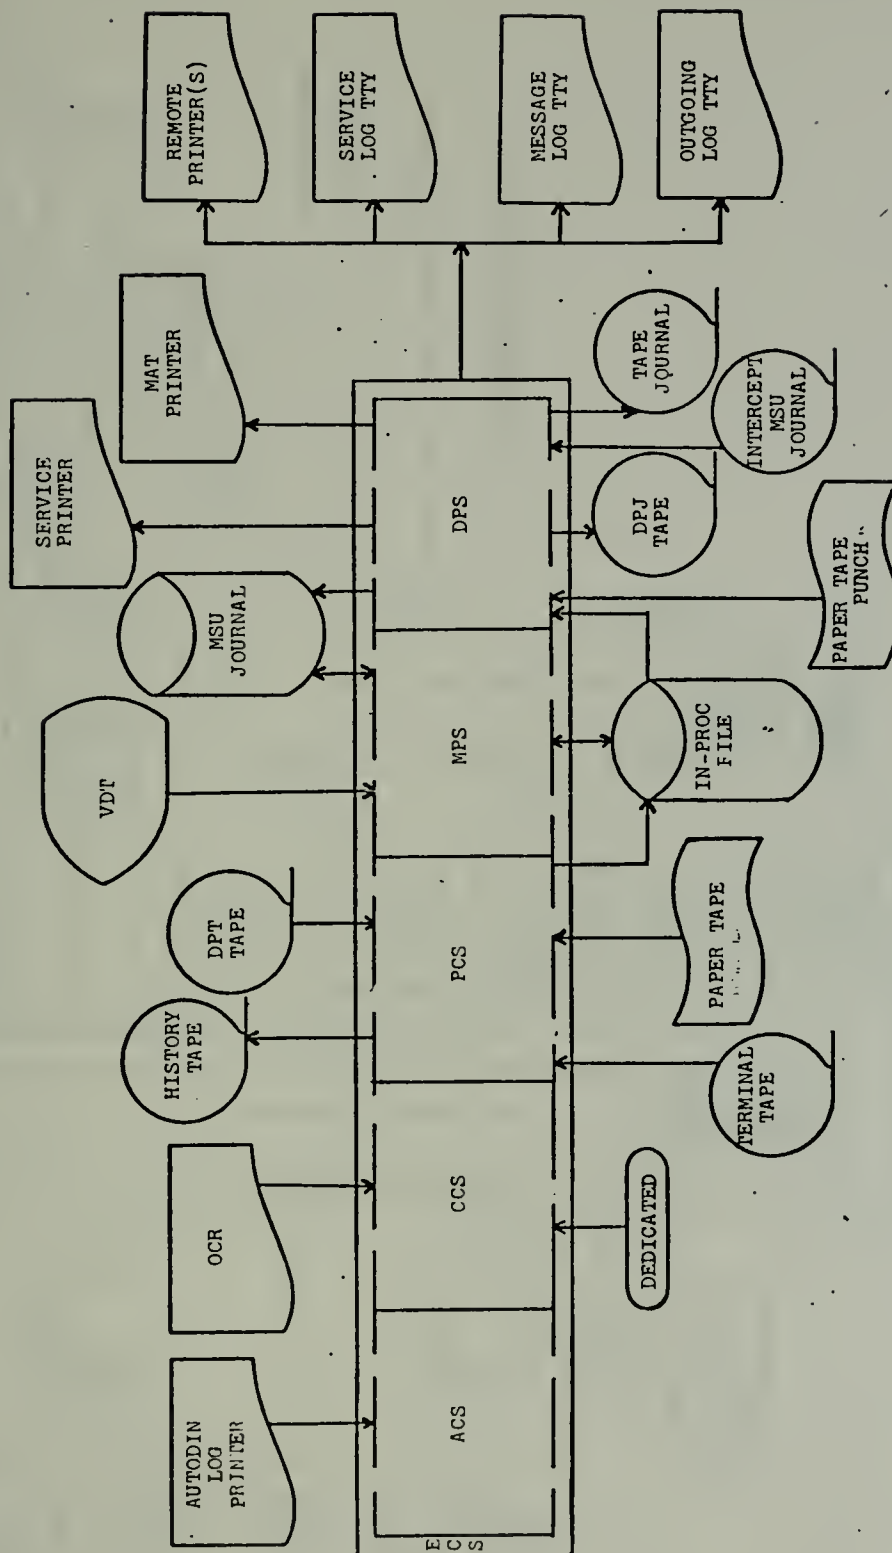 AUTODIN
LOG
PRINTER
OCR
HISTORY
TAPE
DPT
TAPE
VDT
MSU
JOURNAL
SERVICE
PRINTER
MAT
PRINTER
REMOTE
PRINTER(S)
SERVICE
LOG TTY
MESSAGE
LOG TTY
OUTGOING
LOG TTY
E
C
S
ACS
CCS
PCS
MPS
DPS
DEDICATED
TERMINAL
TAPE
PAPER TAPE
IN-PROC
FILE
PAPER TAPE
PUNCH
DPJ
TAPE
INTERCEPT
MSU
JOURNAL
TAPE
JOURNAL